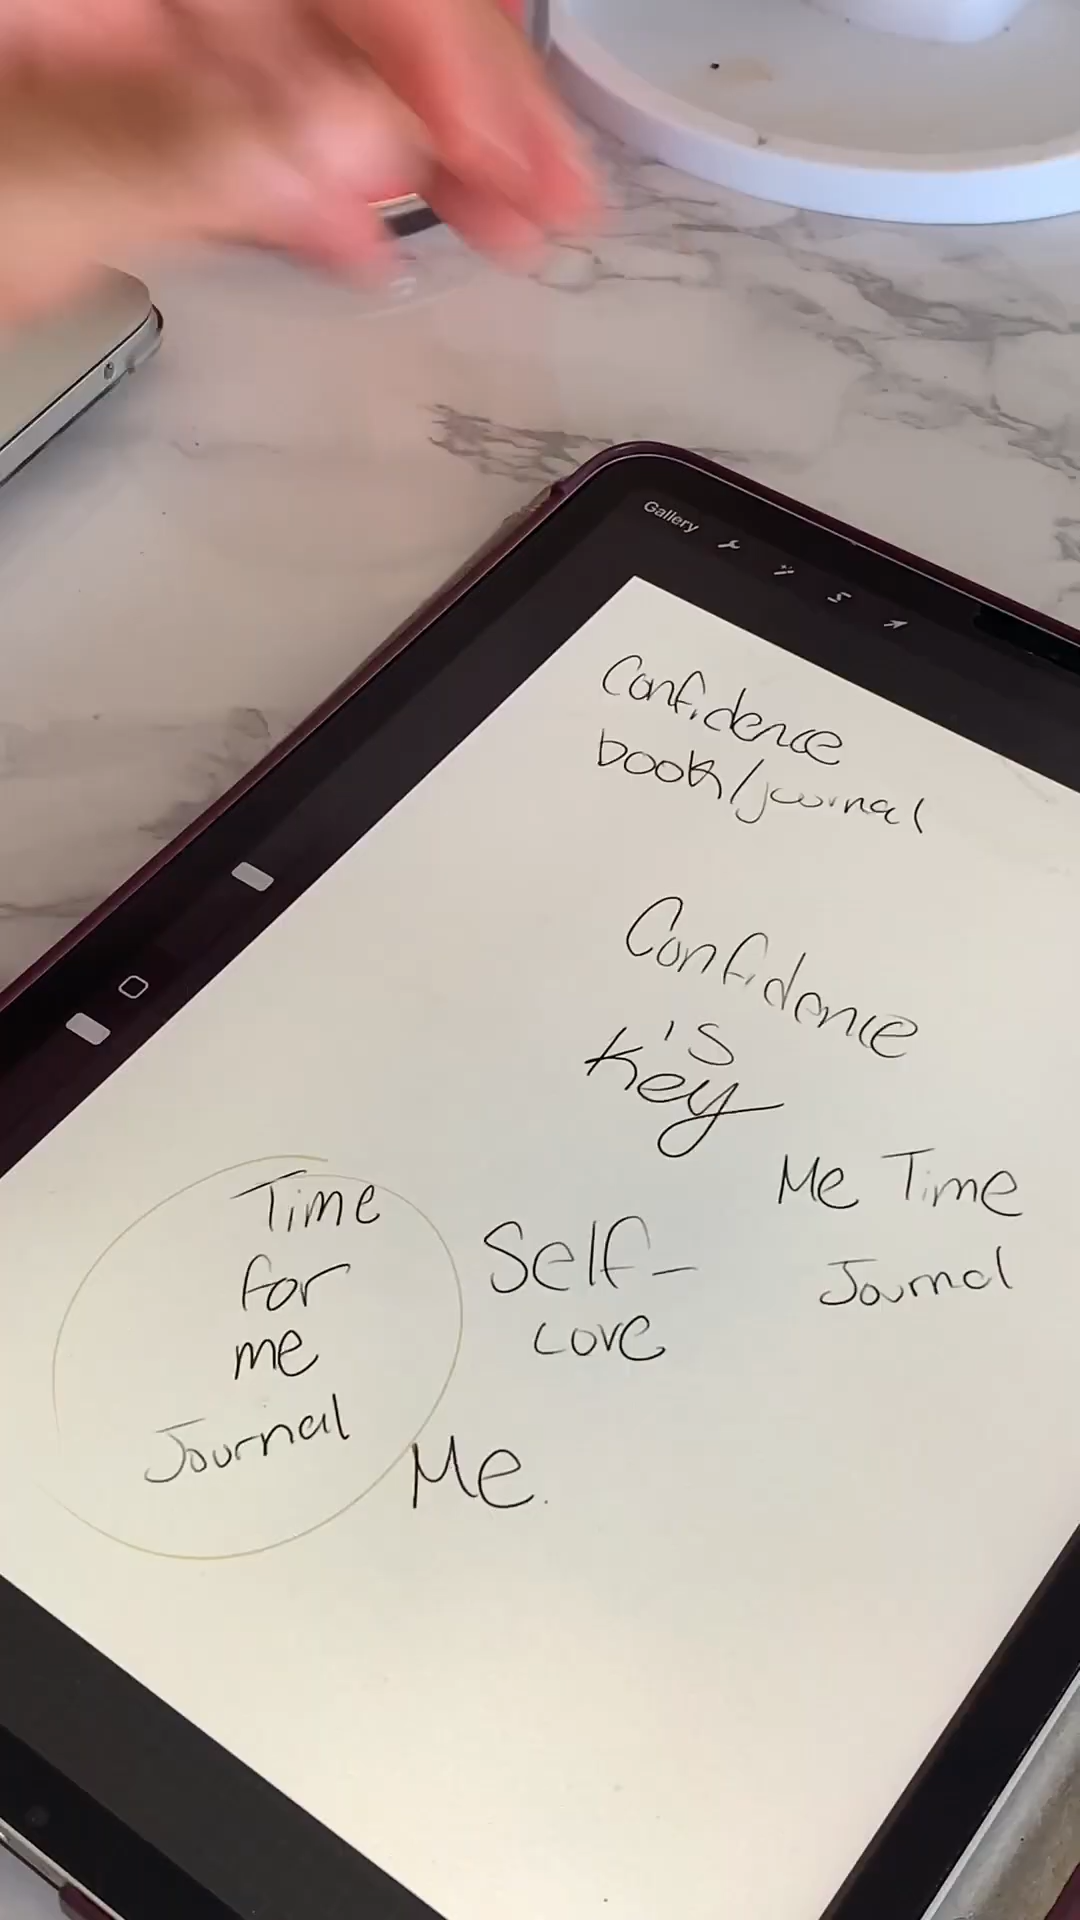 Gallery
Confidence
book/journal
Confidence
is
key
Me Time
Journal
Self-
Love
Time
for
me
Journal
Me.